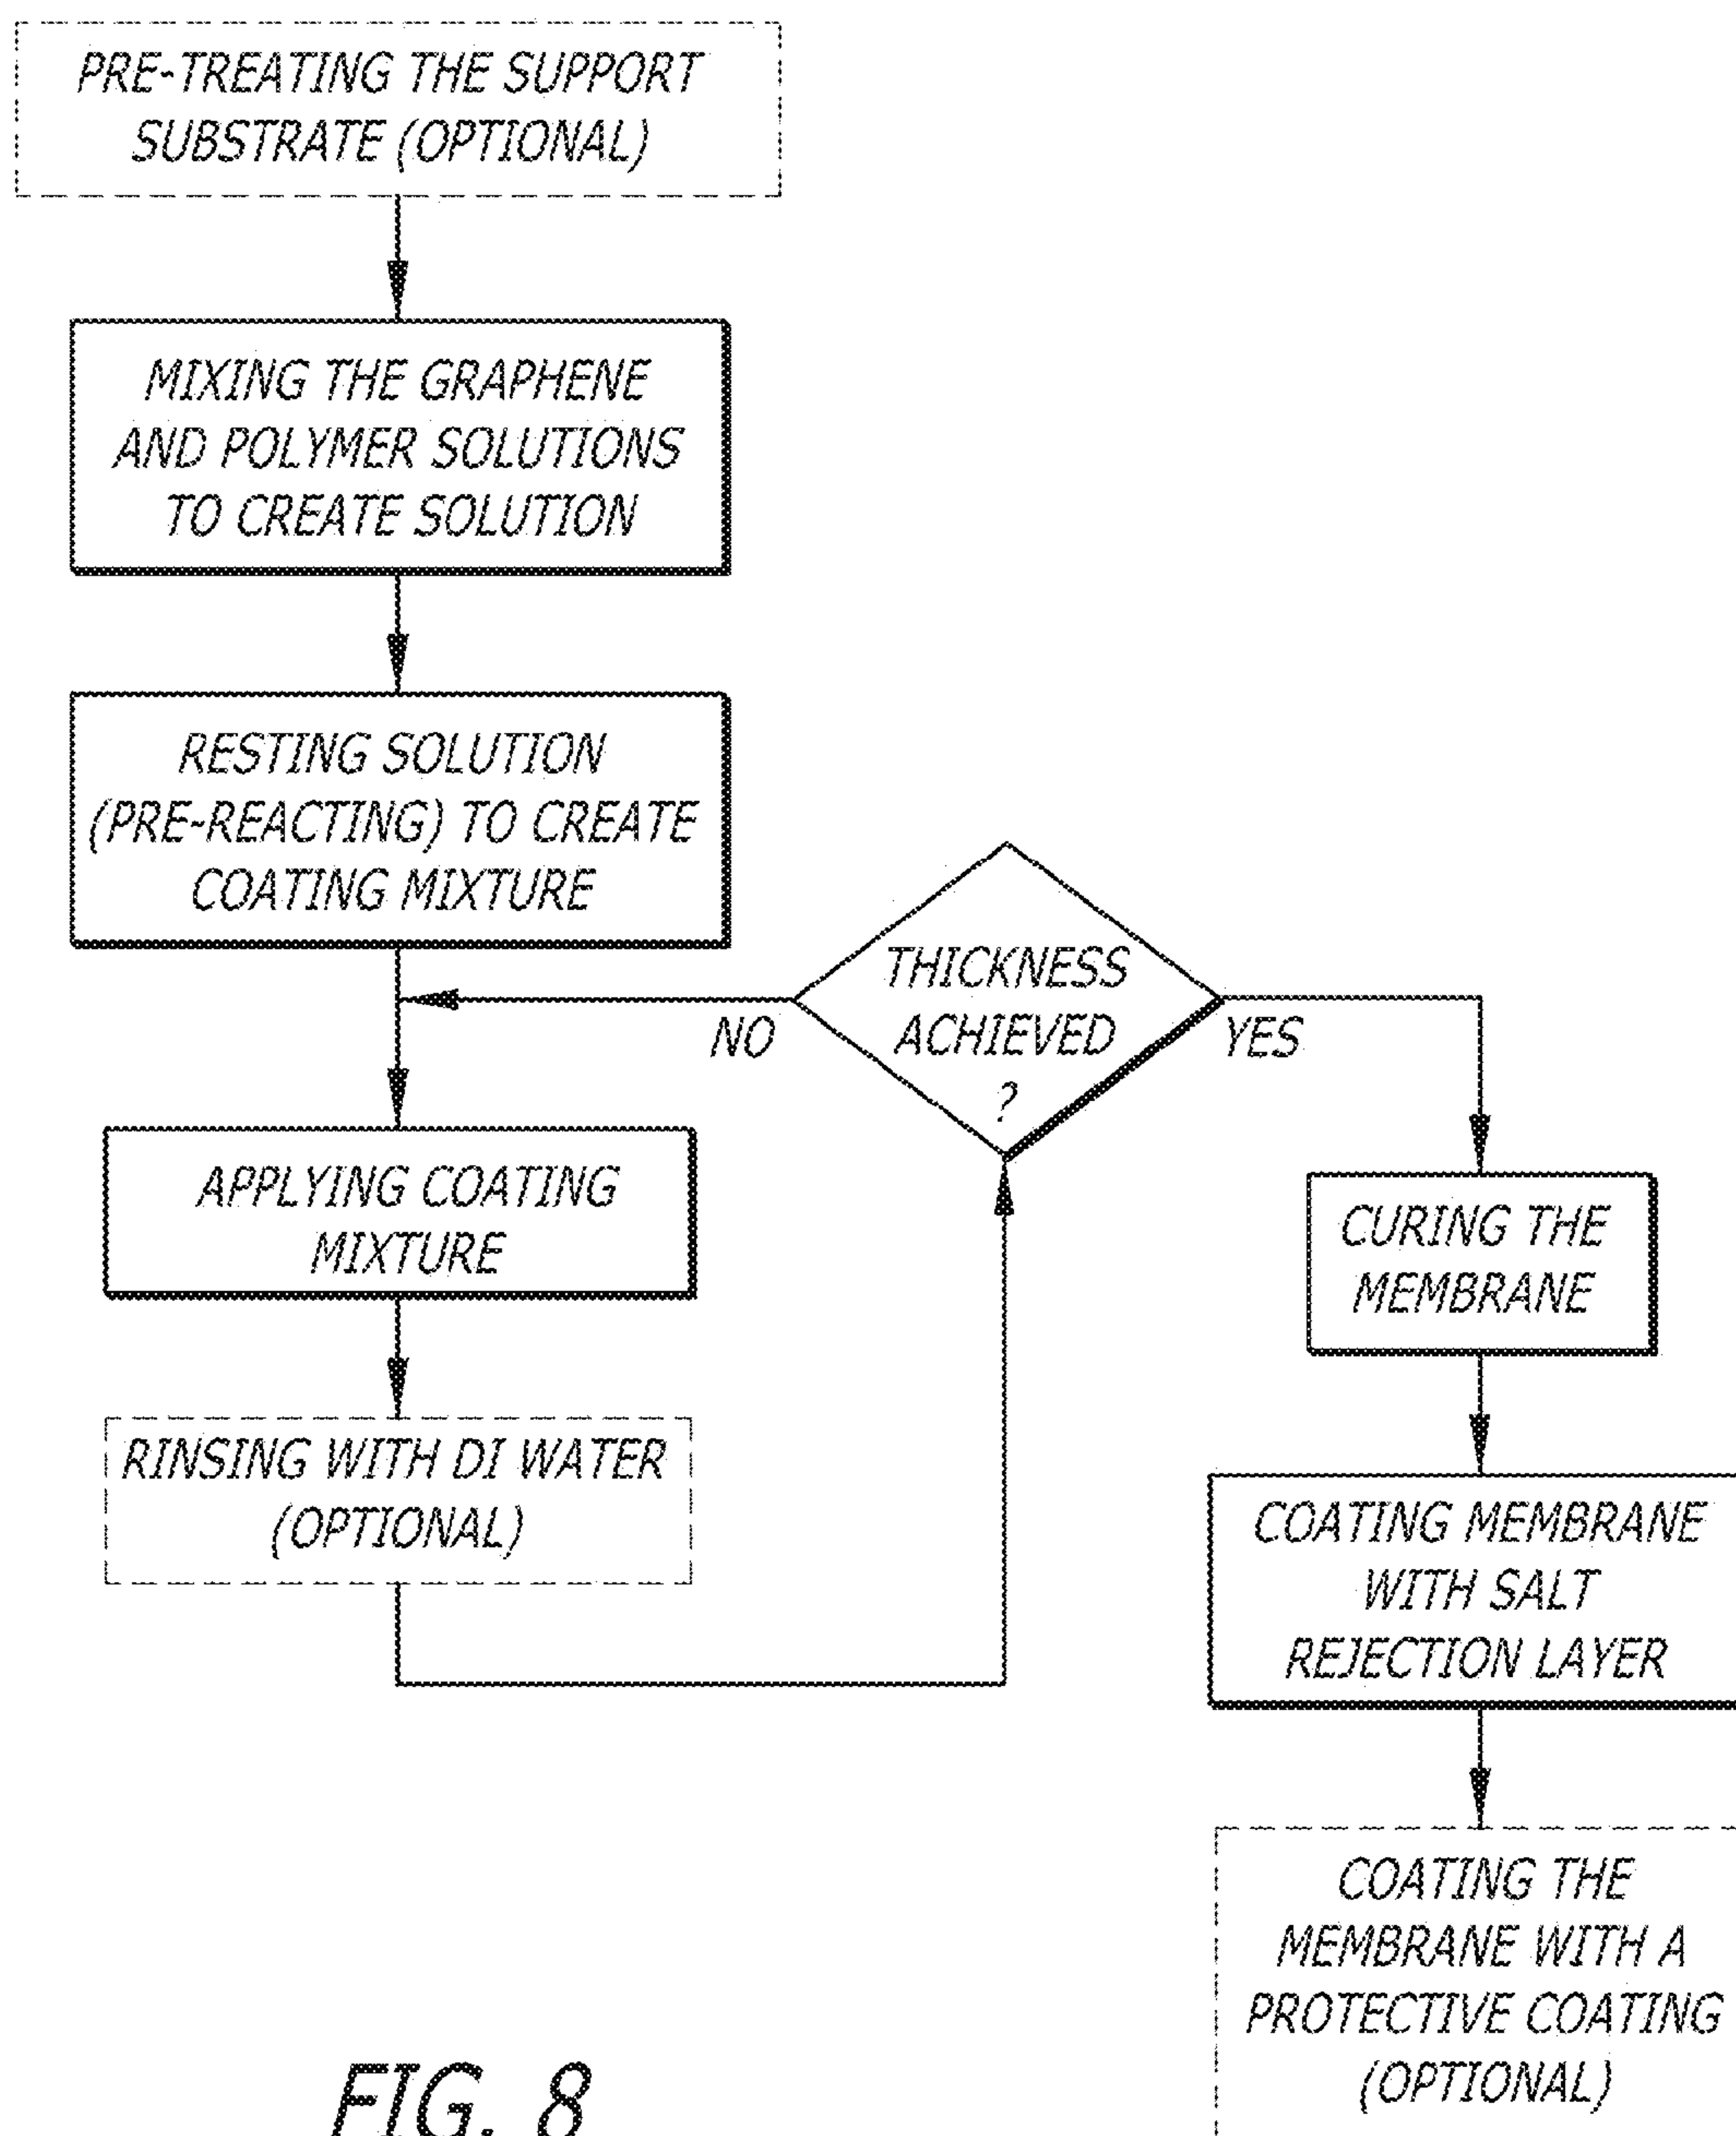 PRE-TREATING THE SUPPORT
SUBSTRATE (OPTIONAL)
MIXING THE GRAPHENE
AND POLYMER SOLUTIONS
TO CREATE SOLUTION
RESTING SOLUTION
(PRE-REACTING) TO CREATE
COATING MIXTURE
THICKNESS
ACHIEVED
?
NO
YES
APPLYING COATING
MIXTURE
RINSING WITH DI WATER
(OPTIONAL)
CURING THE
MEMBRANE
COATING MEMBRANE
WITH SALT
REJECTION LAYER
COATING THE
MEMBRANE WITH A
PROTECTIVE COATING
(OPTIONAL)
FIG. 8